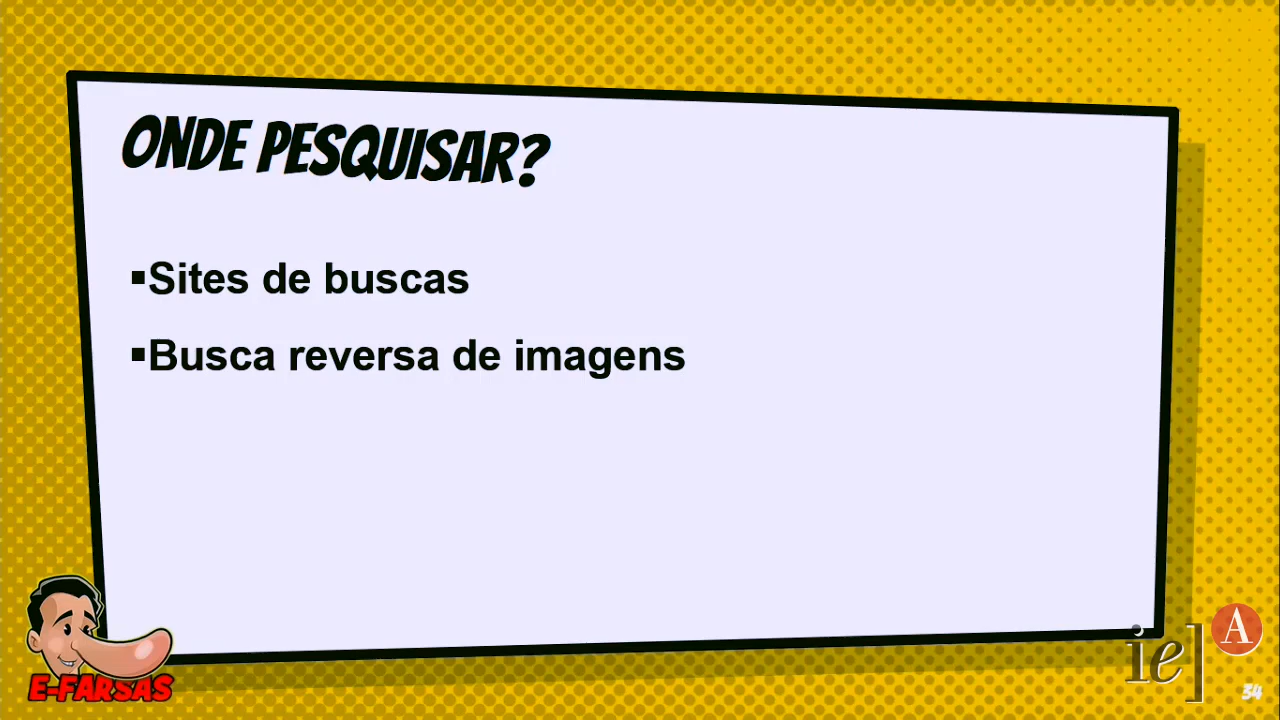 ONDE PESQUISAR?
▪Sites de buscas
▪Busca reversa de imagens
E-FARSAS
ie]
A
34